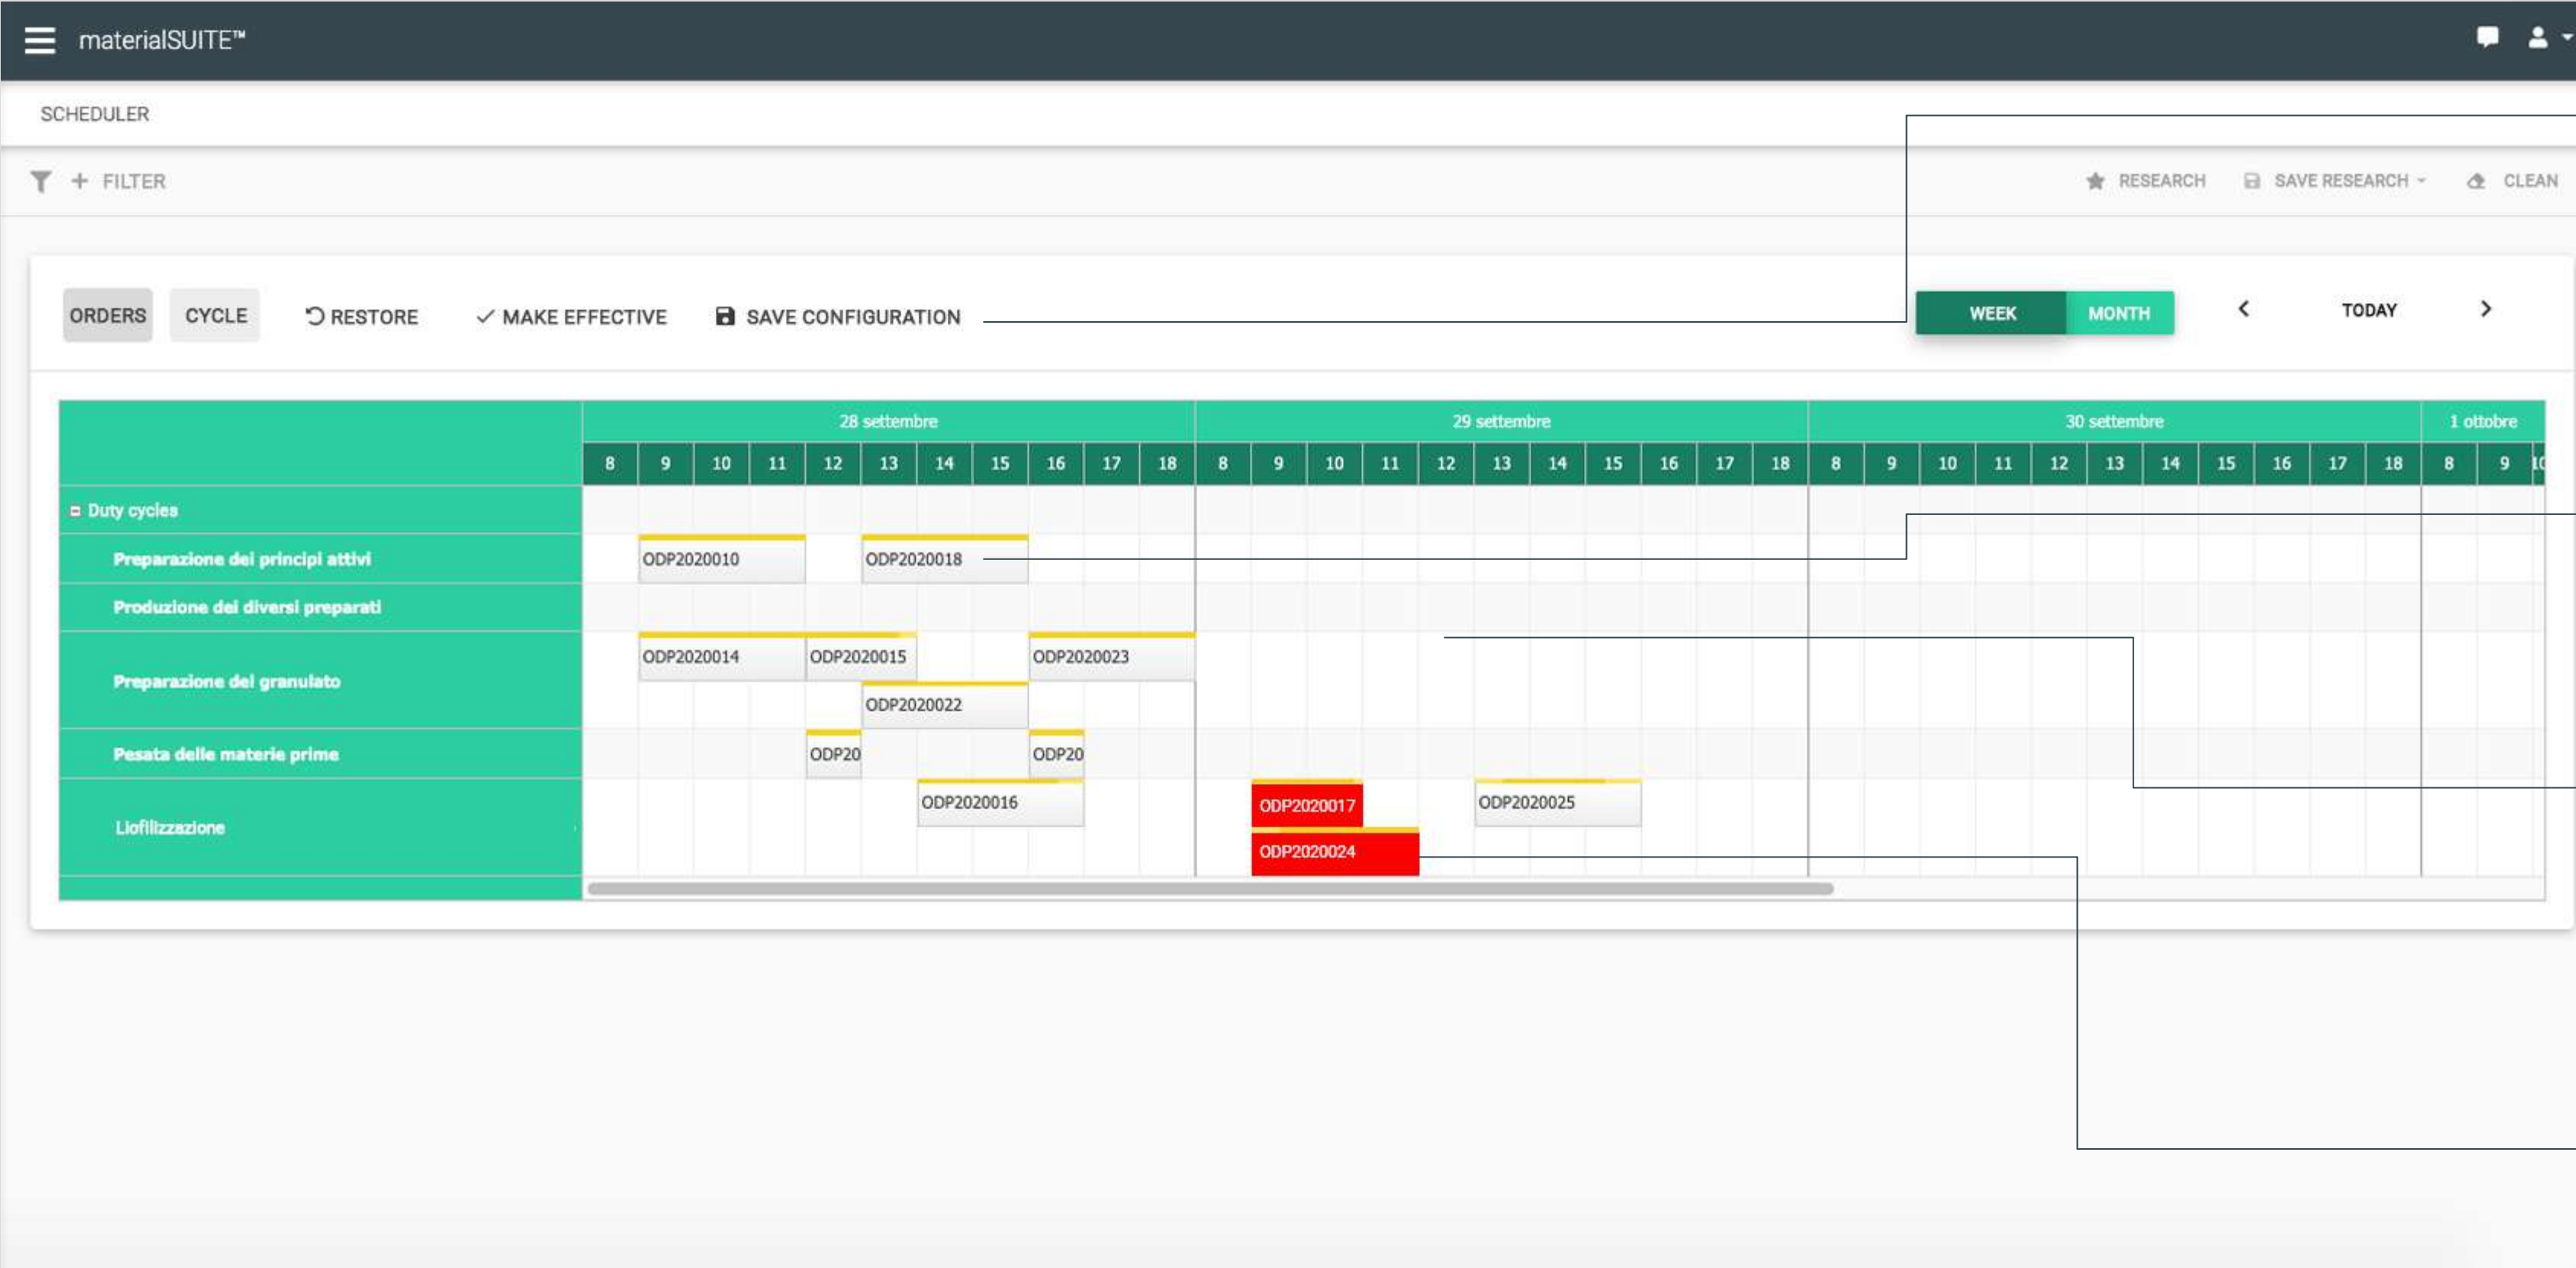 materialSUITE™
SCHEDULER
+ FILTER
RESEARCH SAVE RESEARCH CLEAN
ORDERS CYCLE RESTORE MAKE EFFECTIVE SAVE CONFIGURATION WEEK MONTH < TODAY >
28 settembre 29 settembre 30 settembre 1 ottobre
8 9 10 11 12 13 14 15 16 17 18 8 9 10 11 12 13 14 15 16 17 18 8 9 10 11 12 13 14 15 16 17 18 8 9 10
Duty cycles
Preparazione dei principi attivi ODP2020010 ODP2020018
Produzione dei diversi preparati
ODP2020014 ODP2020015 ODP2020023
Preparazione del granulato
ODP2020022
Pesata delle materie prime ODP20 ODP20
ODP2020016 ODP2020017 ODP2020025
Liofilizzazione
ODP2020024